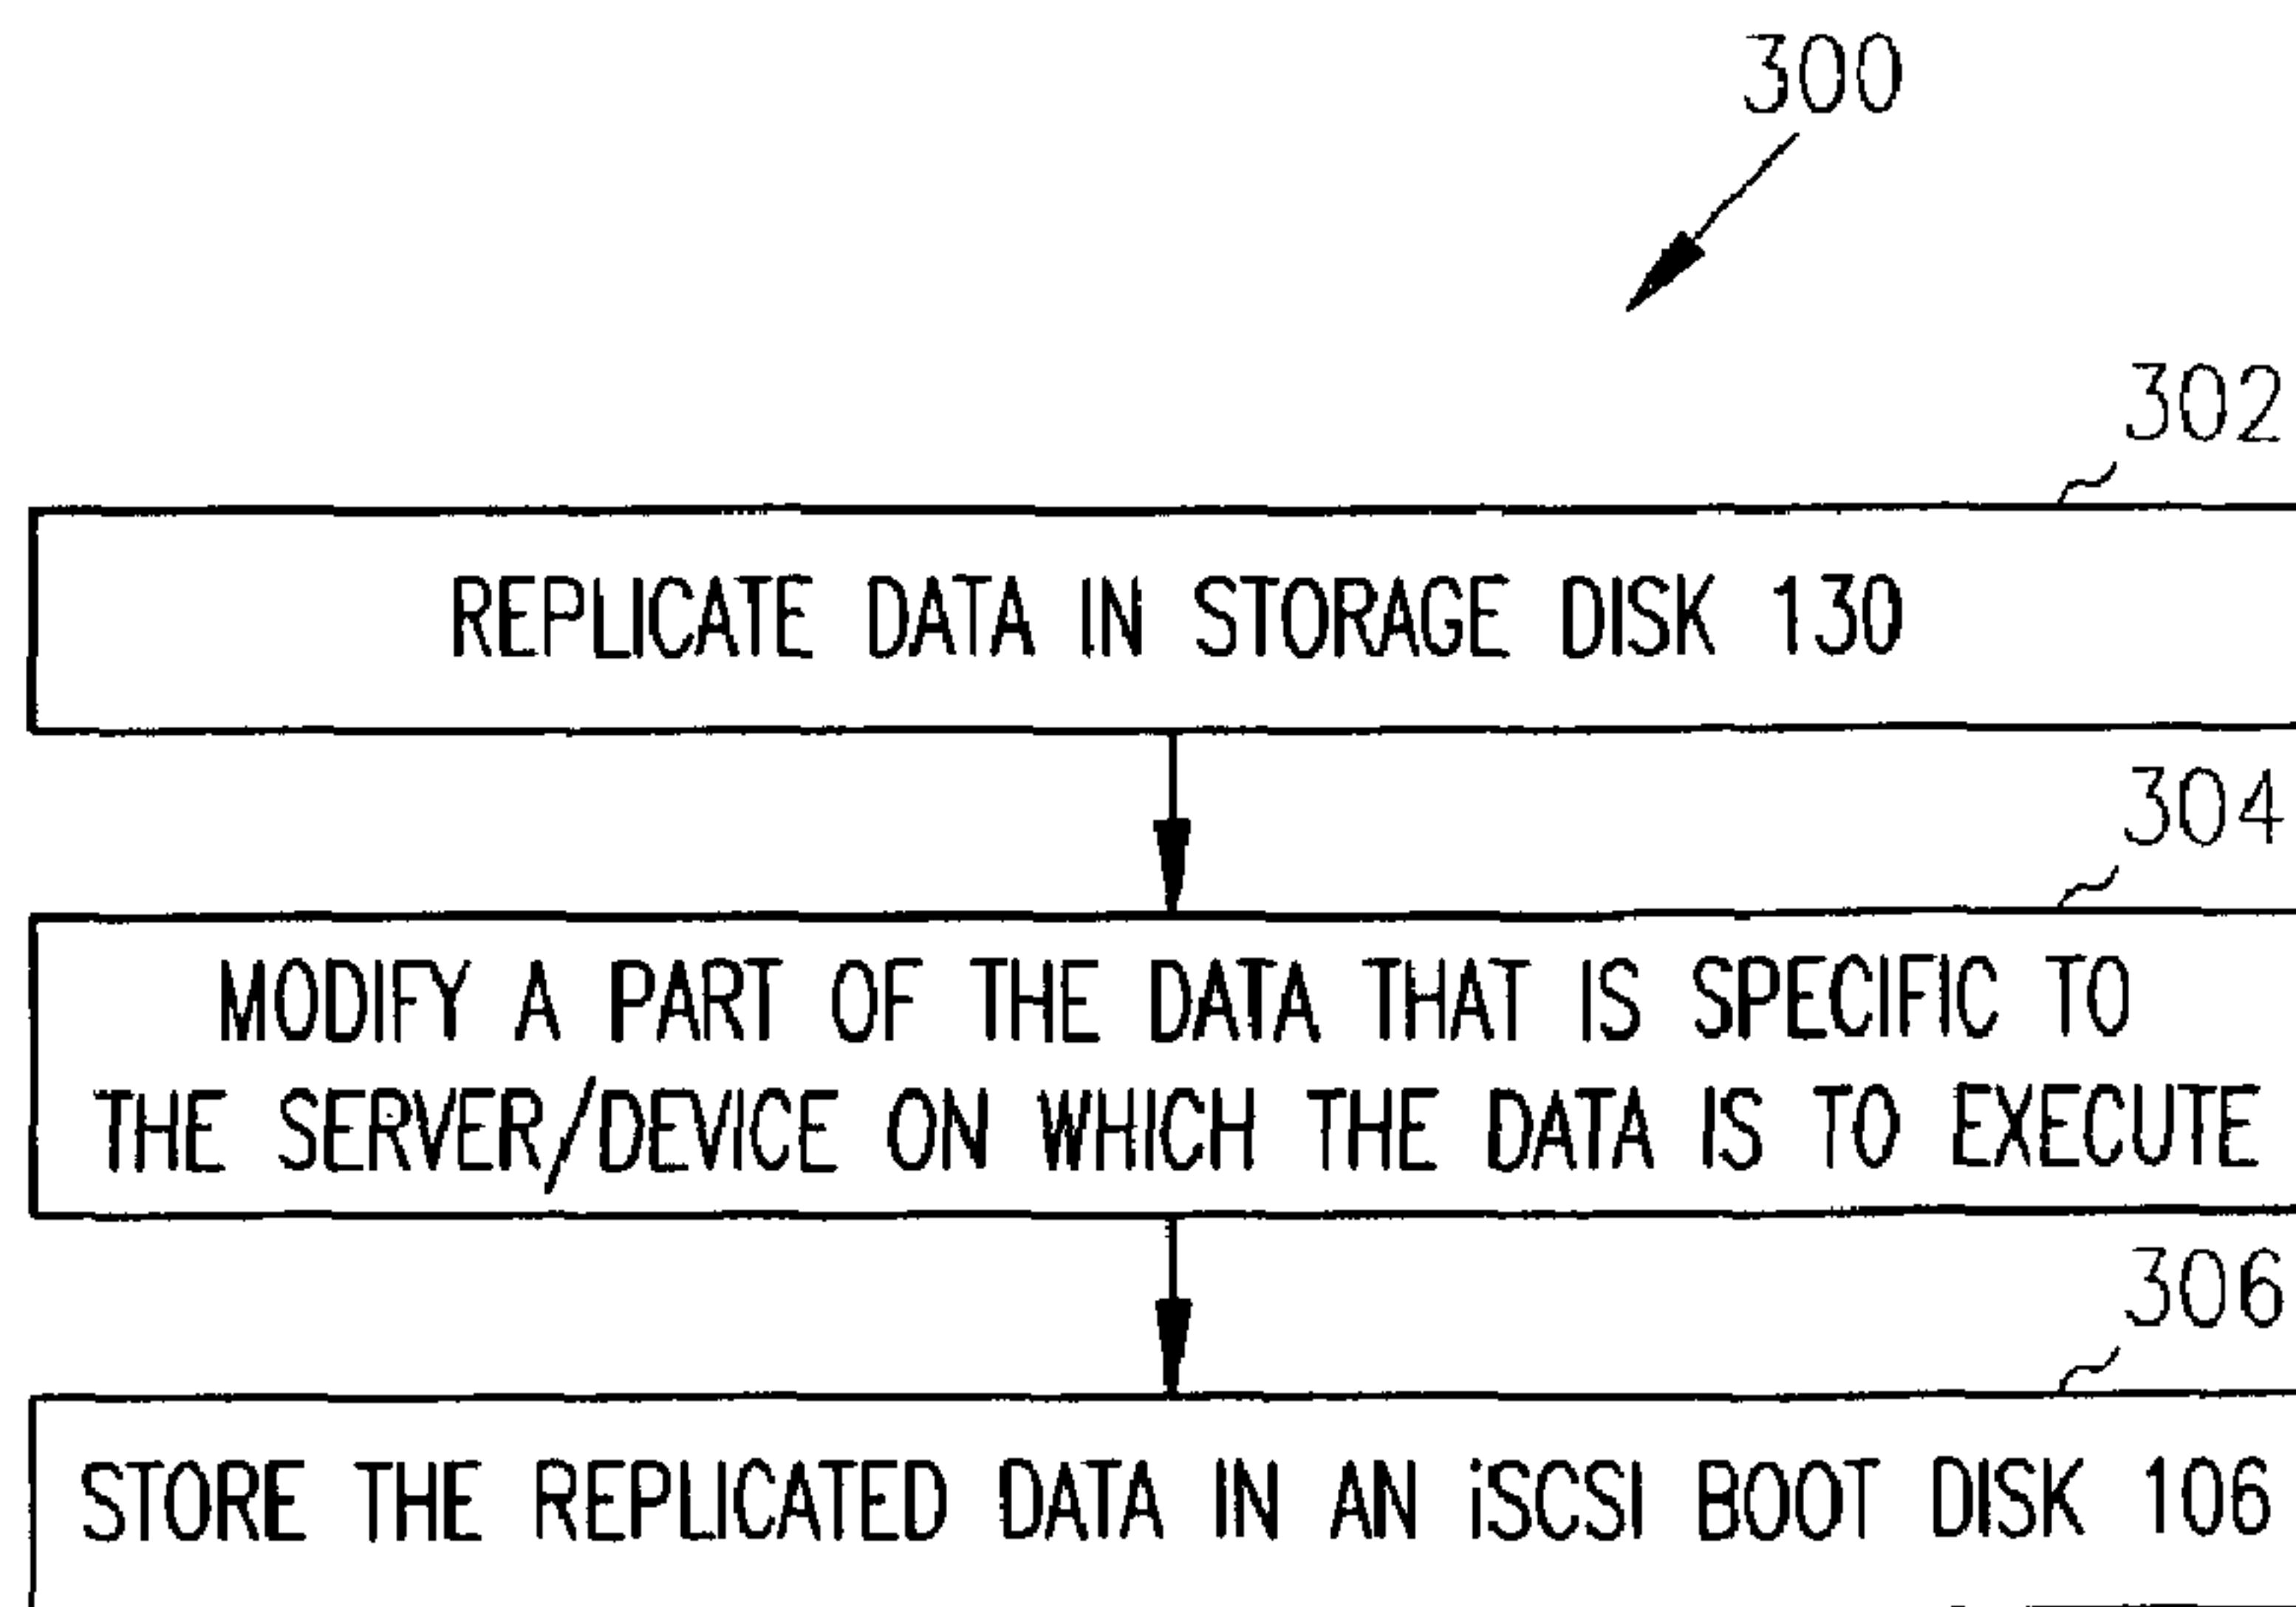 300
302
REPLICATE DATA IN STORAGE DISK 130
304
MODIFY A PART OF THE DATA THAT IS SPECIFIC TO
THE SERVER/DEVICE ON WHICH THE DATA IS TO EXECUTE
306
STORE THE REPLICATED DATA IN AN iSCSI BOOT DISK 106